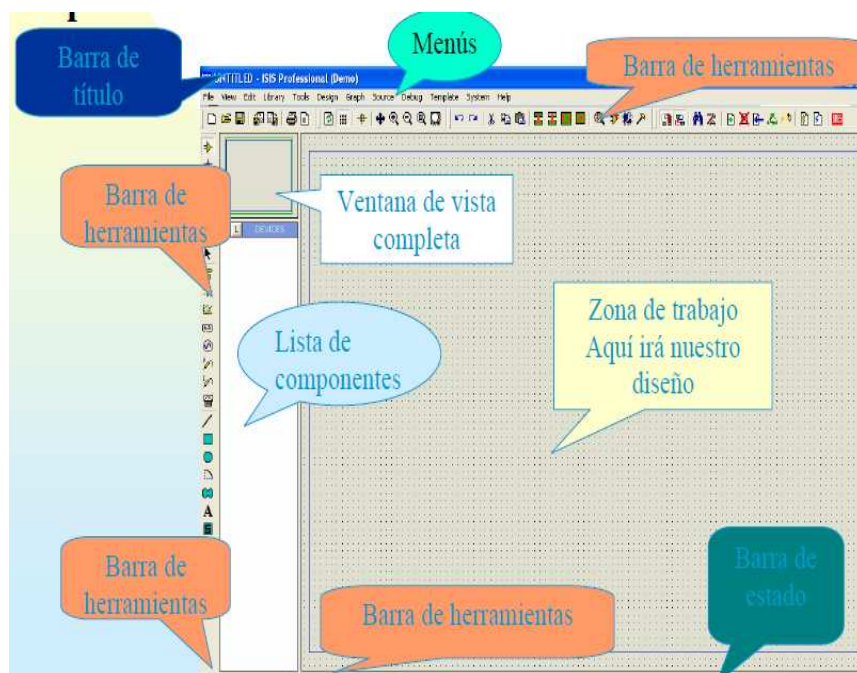 Barra de
título
Menús
Barra de herramientas
UNTITLED - ISIS Professional (Demo)
File View Edit Library Tools Design Graph Source Debug Template System Help
Barra de
herramientas
Ventana de vista
completa
L DEVICES
Zona de trabajo
Aquí irá nuestro
diseño
Lista de
componentes
A
S
Barra de
herramientas
Barra de herramientas
Barra de
estado